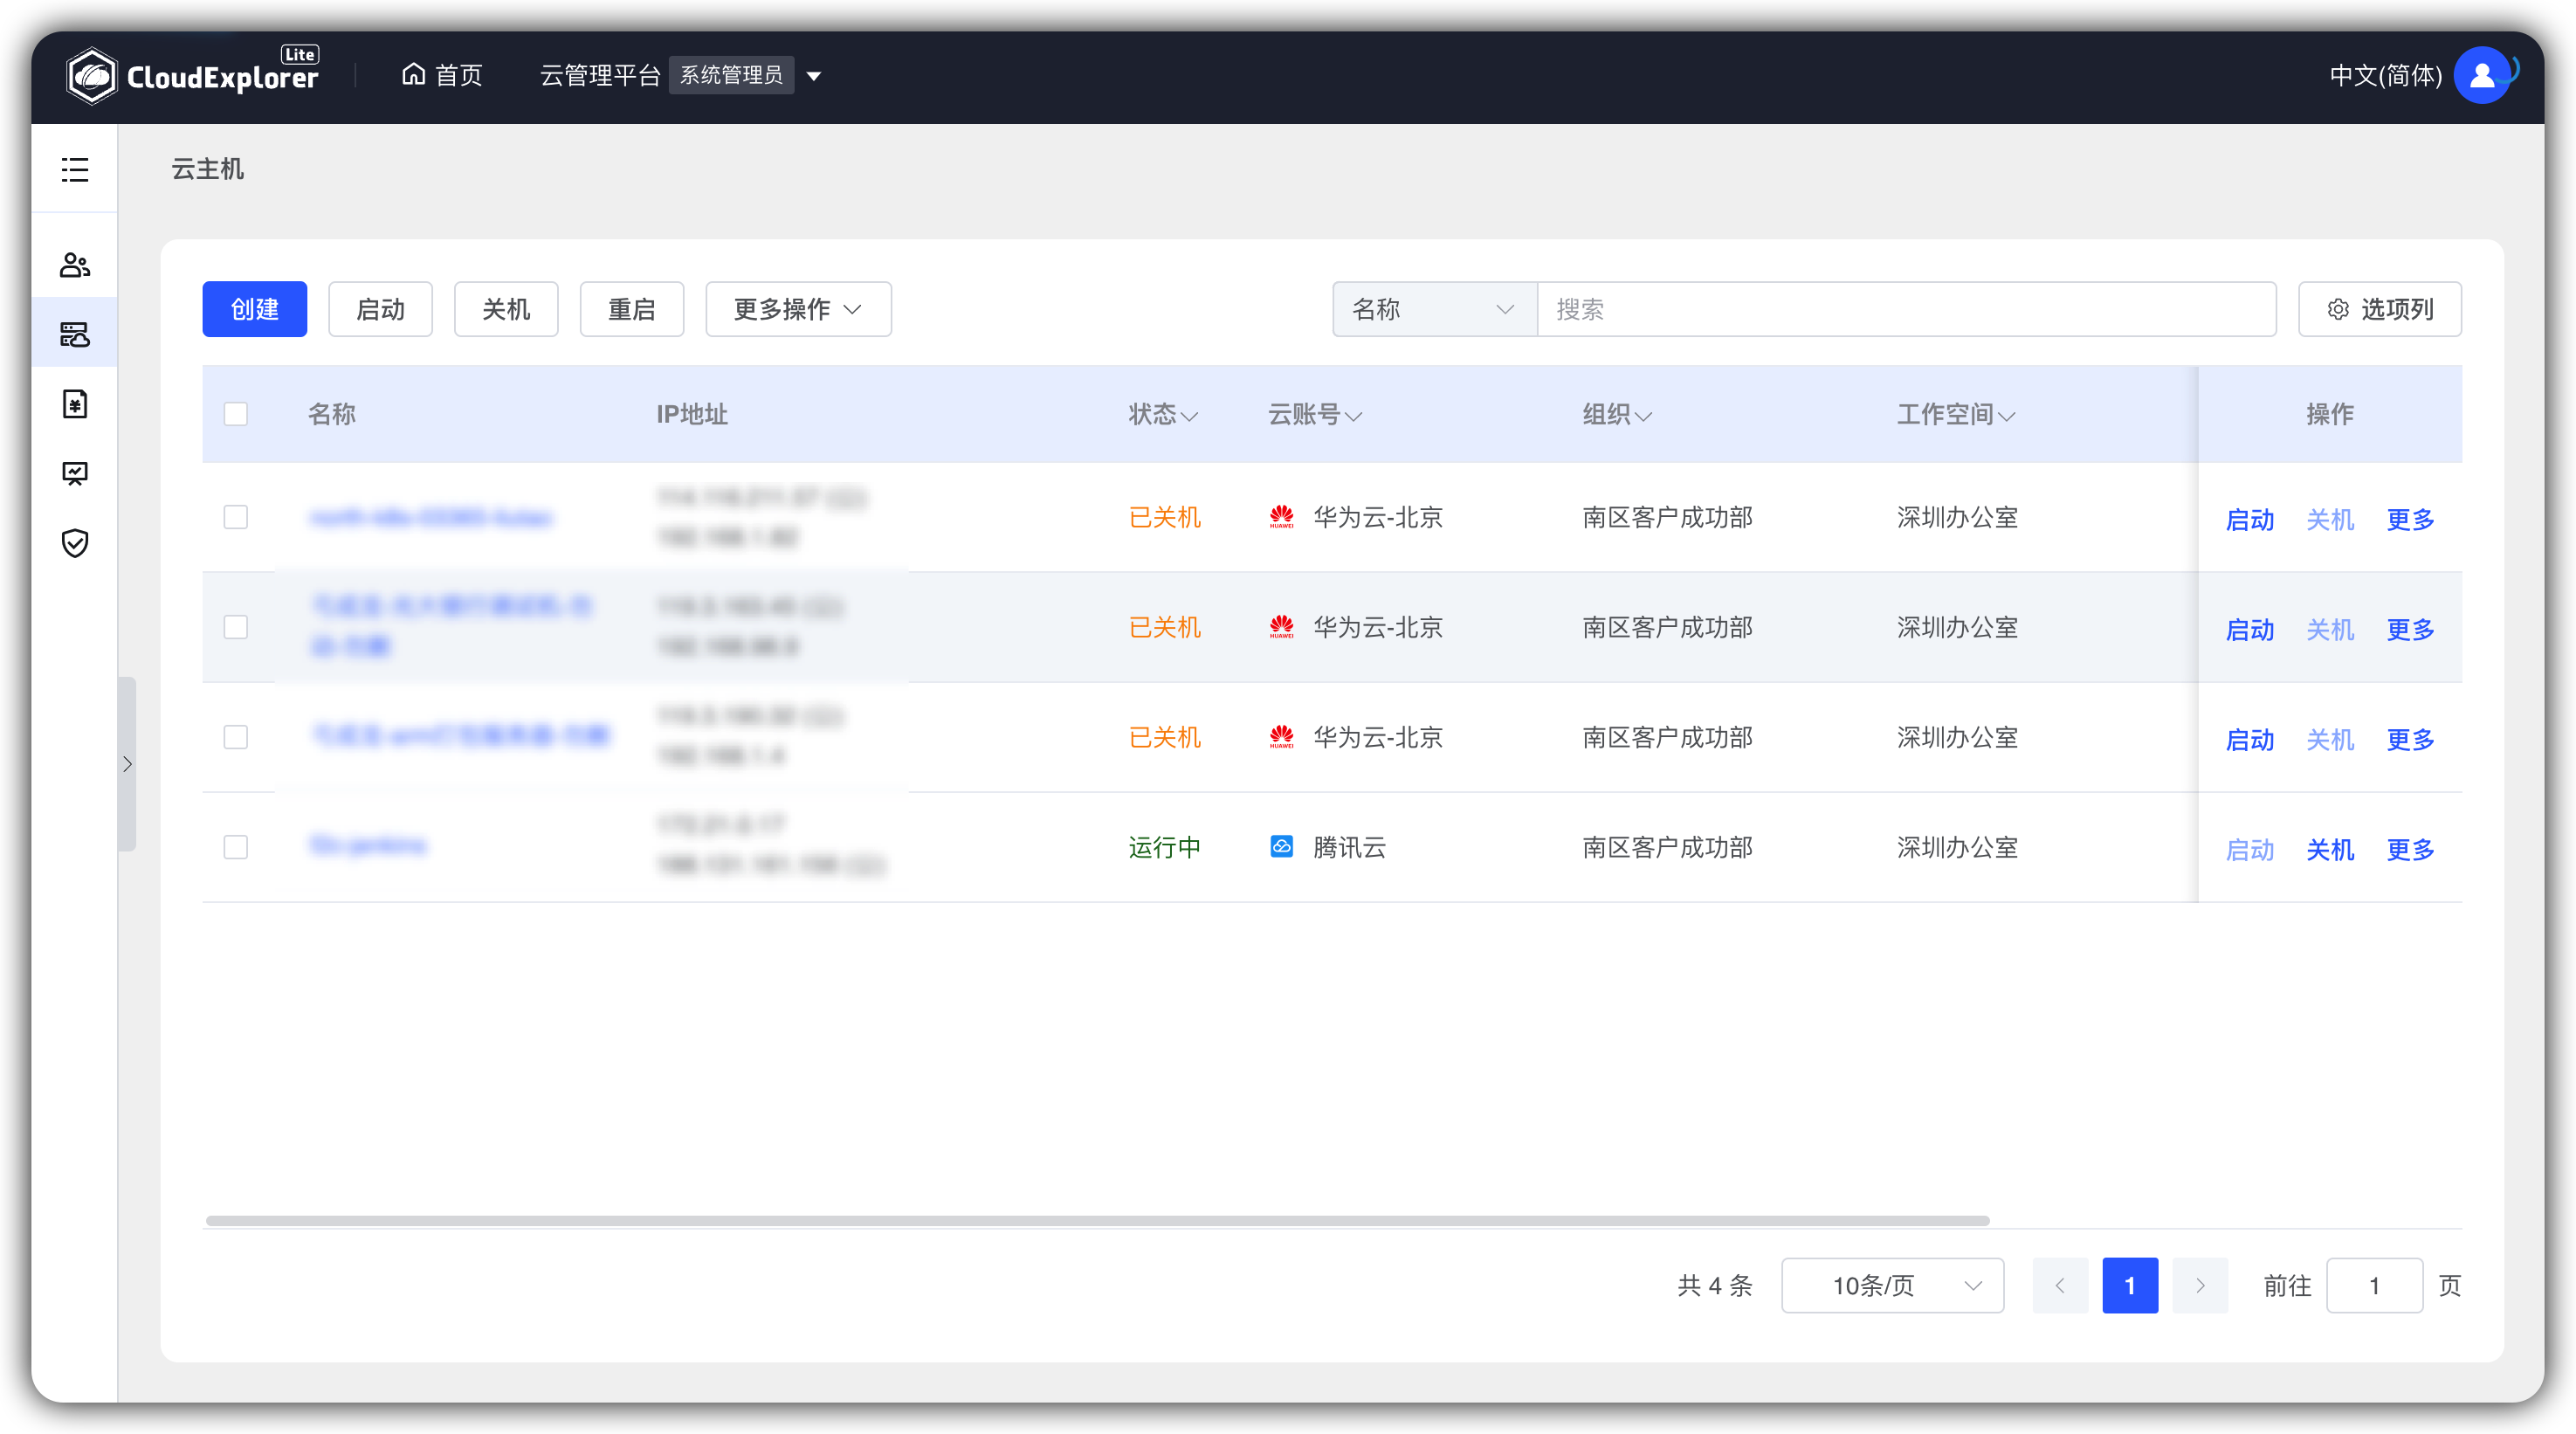 CloudExplorer Lite 首页 云管理平台 系统管理员 中文(简体)
云主机
创建 启动 关机 重启 更多操作 名称 搜索 选项列
名称 IP地址 状态 云账号 组织 工作空间 操作
已关机 HUAWEI 华为云-北京 南区客户成功部 深圳办公室 启动 关机 更多
已关机 HUAWEI 华为云-北京 南区客户成功部 深圳办公室 启动 关机 更多
已关机 HUAWEI 华为云-北京 南区客户成功部 深圳办公室 启动 关机 更多
运行中 腾讯云 南区客户成功部 深圳办公室 启动 关机 更多
共 4 条 10条/页 1 前往 1 页